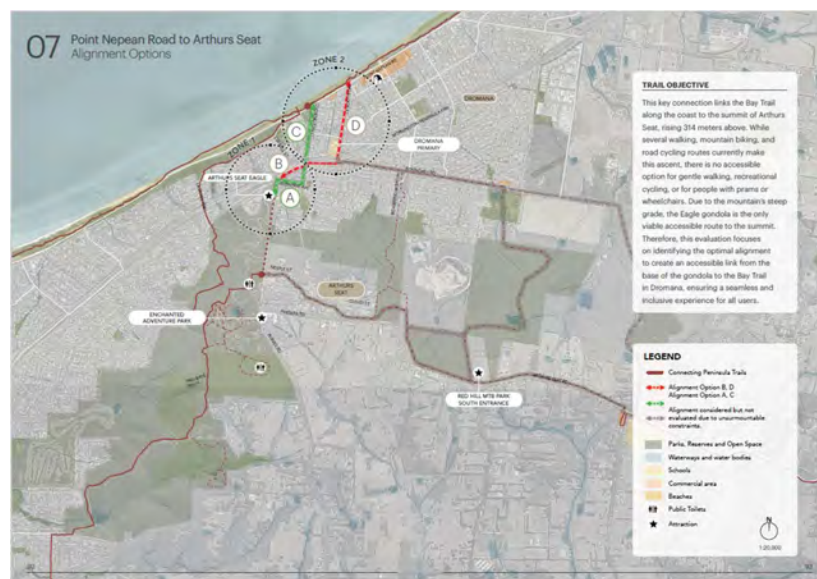 07
Point Nepean Road to Arthurs Seat
Alignment Options
ZONE 2
ZONE 1
DROMANA
C
D
B
A
DROMANA
PRIMARY
ARTHURS SEAT EAGLE
ARTHURS
SEAT
ENCHANTED
ADVENTURE PARK
RED HILL MTB PARK
SOUTH ENTRANCE
TRAIL OBJECTIVE
This key connection links the Bay Trail
along the coast to the summit of Arthurs
Seat, rising 314 meters above. While
several walking, mountain biking, and
road cycling routes currently make
this ascent, there is no accessible
option for gentle walking, recreational
cycling, or for people with prams or
wheelchairs. Due to the mountain's steep
grade, the Eagle gondola is the only
viable accessible route to the summit.
Therefore, this evaluation focuses
on identifying the optimal alignment
to create an accessible link from the
base of the gondola to the Bay Trail
in Dromana, ensuring a seamless and
inclusive experience for all users.
LEGEND
Connecting Peninsula Trails
Alignment Option B, D
Alignment Option A, C
Alignment considered but not
evaluated due to unsurmountable
constraints.
Parks, Reserves and Open Space
Waterways and water bodies
Schools
Commercial area
Beaches
Public Toilets
Attraction
N
1:20,000